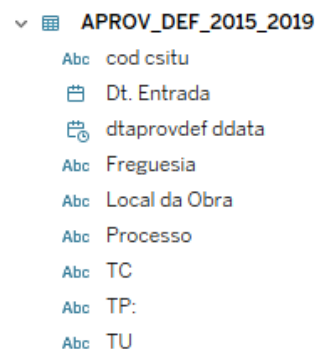 APROV_DEF_2015_2019
Abc cod csitu
Dt. Entrada
dtaprovdef ddata
Abc Freguesia
Abc Local da Obra
Abc Processo
Abc TC
Abc TP:
Abc TU